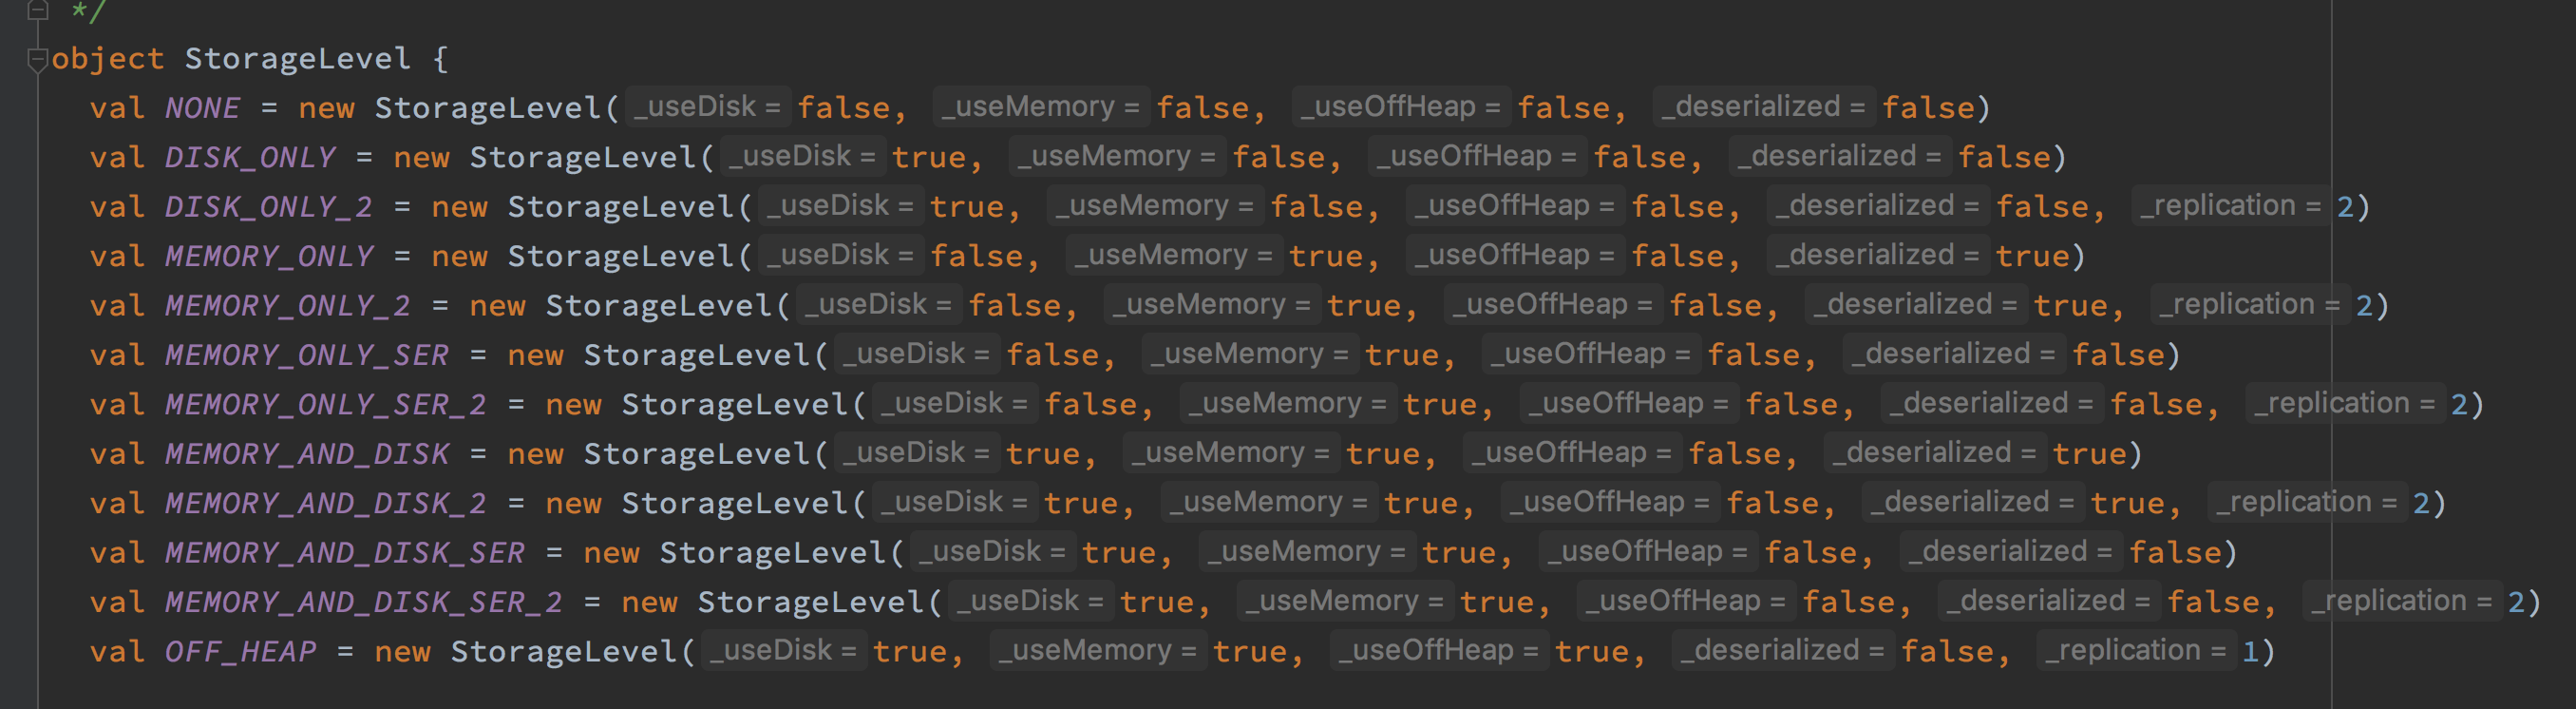 */
object StorageLevel {
val NONE = new StorageLevel( _useDisk = false, _useMemory = false, _useOffHeap = false, _deserialized = false)
val DISK_ONLY = new StorageLevel( _useDisk = true, _useMemory = false, _useOffHeap = false, _deserialized = false)
val DISK_ONLY_2 = new StorageLevel( _useDisk = true, _useMemory = false, _useOffHeap = false, _deserialized = false, _replication = 2)
val MEMORY_ONLY = new StorageLevel( _useDisk = false, _useMemory = true, _useOffHeap = false, _deserialized = true)
val MEMORY_ONLY_2 = new StorageLevel( _useDisk = false, _useMemory = true, _useOffHeap = false, _deserialized = true, _replication = 2)
val MEMORY_ONLY_SER = new StorageLevel( _useDisk = false, _useMemory = true, _useOffHeap = false, _deserialized = false)
val MEMORY_ONLY_SER_2 = new StorageLevel( _useDisk = false, _useMemory = true, _useOffHeap = false, _deserialized = false, _replication = 2)
val MEMORY_AND_DISK = new StorageLevel( _useDisk = true, _useMemory = true, _useOffHeap = false, _deserialized = true)
val MEMORY_AND_DISK_2 = new StorageLevel( _useDisk = true, _useMemory = true, _useOffHeap = false, _deserialized = true, _replication = 2)
val MEMORY_AND_DISK_SER = new StorageLevel( _useDisk = true, _useMemory = true, _useOffHeap = false, _deserialized = false)
val MEMORY_AND_DISK_SER_2 = new StorageLevel( _useDisk = true, _useMemory = true, _useOffHeap = false, _deserialized = false, _replication = 2)
val OFF_HEAP = new StorageLevel( _useDisk = true, _useMemory = true, _useOffHeap = true, _deserialized = false, _replication = 1)